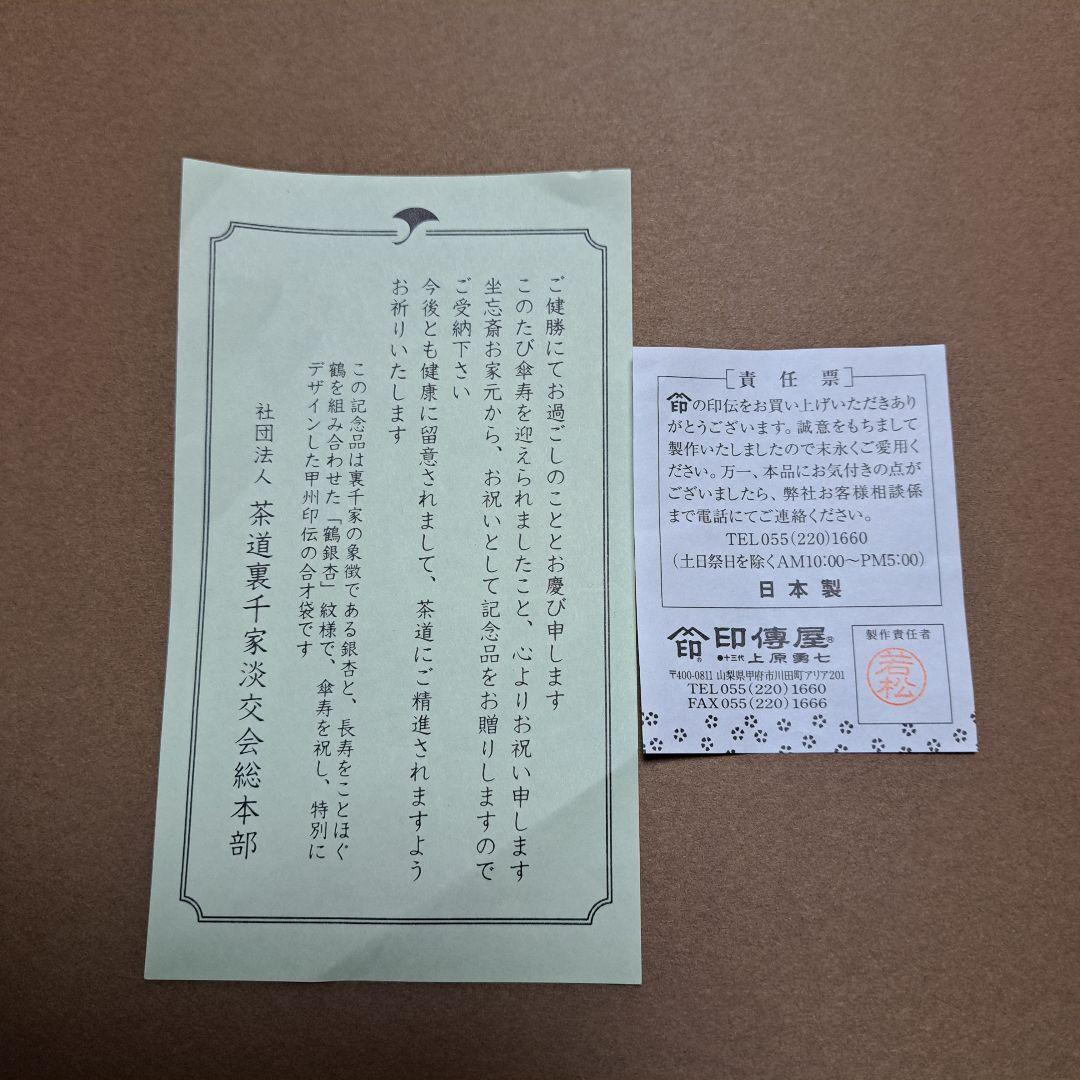 ご健勝にてお過ごしのこととお慶び申します
このたび傘寿を迎えられましたこと、心よりお祝い申します
坐忘斎お家元から、お祝いとして記念品をお贈りしますので
ご受納下さい
今後とも健康に留意されまして、茶道にご精進されますよう
お祈りいたします
この記念品は裏千家の象徴である銀杏と、長寿をことほぐ
鶴を組み合わせた「鶴銀杏」紋様で、傘寿を祝し、特別に
デザインした甲州印伝の合才袋です
社団法人 茶道裏千家淡交会総本部
責任票
印の印伝をお買い上げいただきあり
がとうございます。誠意をもちまして
製作いたしましたので末永くご愛用く
ださい。万一、本品にお気付きの点が
ございましたら、弊社お客様相談係
まで電話にてご連絡ください。
TEL055(220)1660
(土日祭日を除くAM10:00〜PM5:00)
日本製
印 印傳屋®
●十三代 上原勇七
〒400-0811 山梨県甲府市川田町アリア201
TEL055(220)1660
FAX055(220)1666
製作責任者
若松